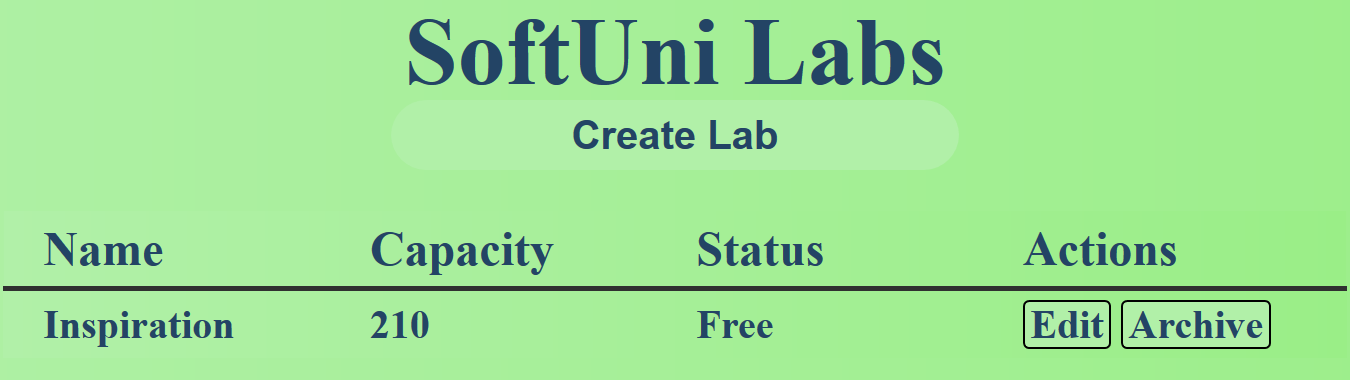 SoftUni Labs
Create Lab
Name Capacity Status Actions
Inspiration 210 Free Edit Archive